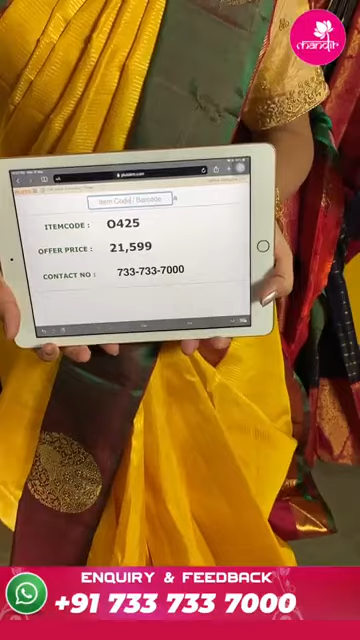 chandir
Item Code/ Barcode
ITEMCODE : O425
OFFER PRICE : 21,599
CONTACT NO : 733-733-7000
ENQUIRY & FEEDBACK
+91 733 733 7000